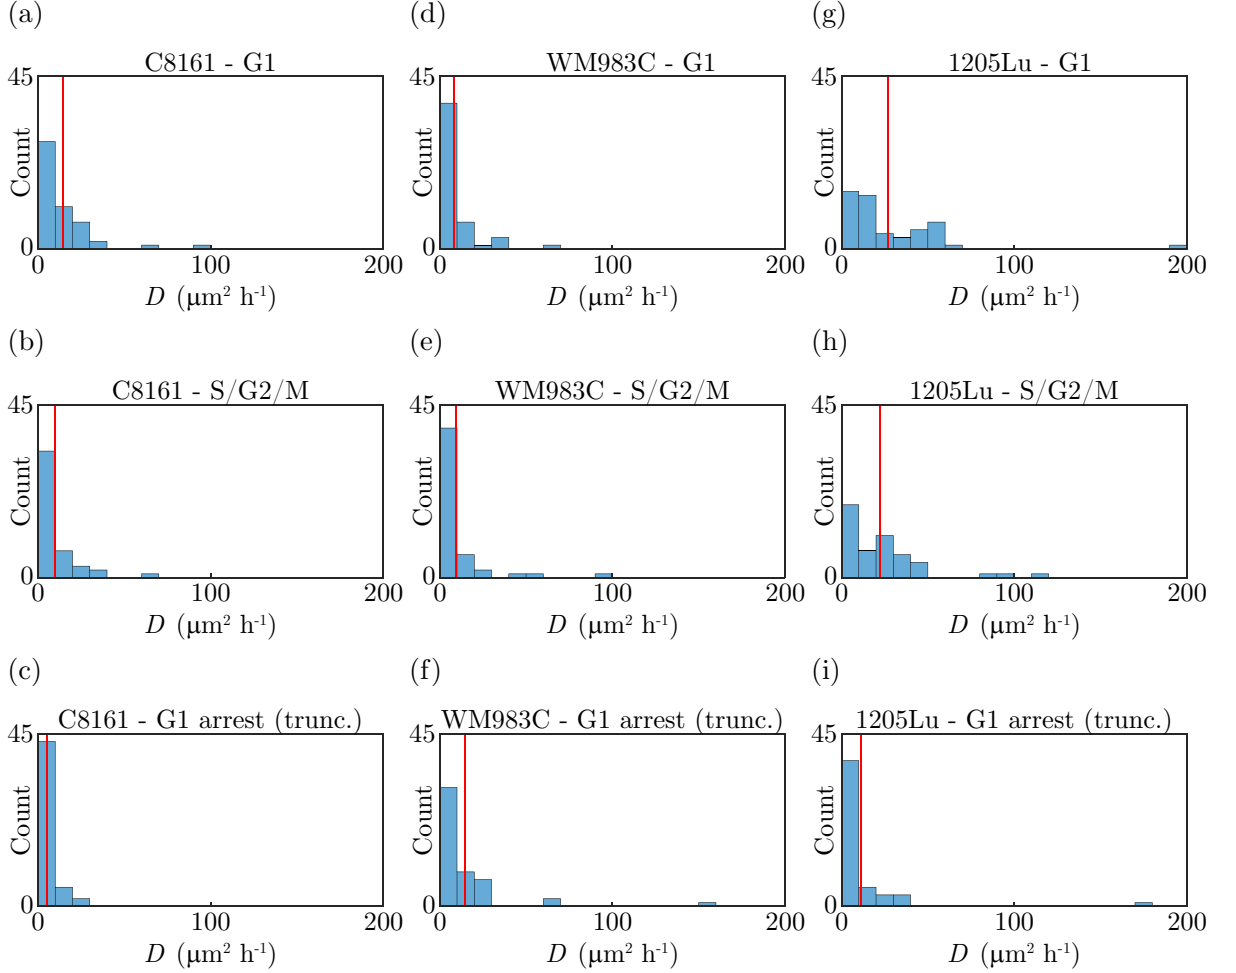 (a)
(d)
(g)
C8161 - G1
WM983C - G1
1205Lu - G1
45
45
45
Count
Count
Count
0
0
0
0 100 200
0 100 200
0 100 200
D (μm² h⁻¹)
D (μm² h⁻¹)
D (μm² h⁻¹)
(b)
(e)
(h)
C8161 - S/G2/M
WM983C - S/G2/M
1205Lu - S/G2/M
45
45
45
Count
Count
Count
0
0
0
0 100 200
0 100 200
0 100 200
D (μm² h⁻¹)
D (μm² h⁻¹)
D (μm² h⁻¹)
(c)
(f)
(i)
C8161 - G1 arrest (trunc.)
WM983C - G1 arrest (trunc.)
1205Lu - G1 arrest (trunc.)
45
45
45
Count
Count
Count
0
0
0
0 100 200
0 100 200
0 100 200
D (μm² h⁻¹)
D (μm² h⁻¹)
D (μm² h⁻¹)